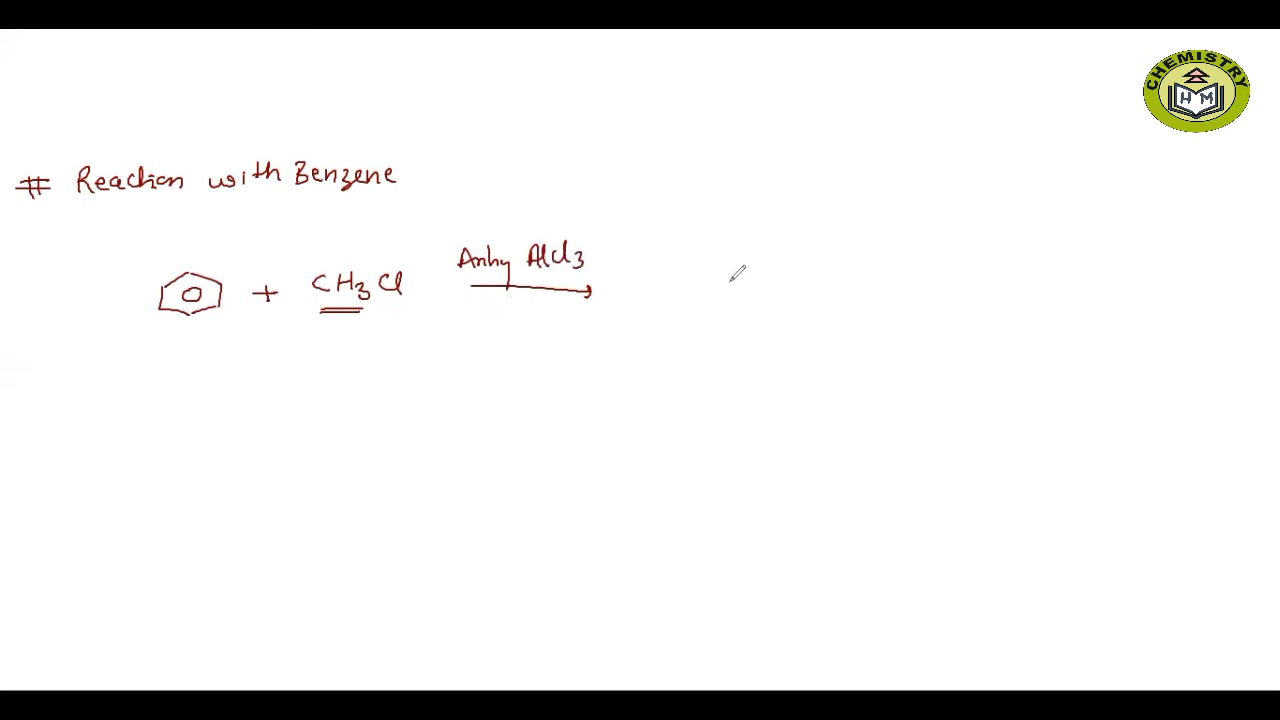 CHEMISTRY
H M
# Reaction with Benzene
Anhy AlCl3
+ CH3Cl